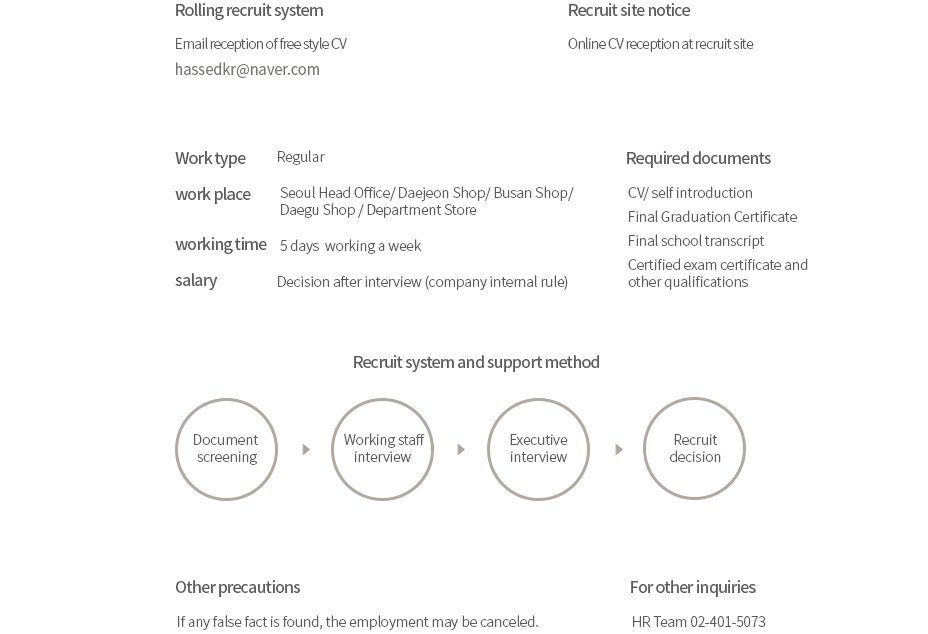 Rolling recruit system
Email reception of free style CV
hassedkr@naver.com
Recruit site notice
Online CV reception at recruit site
Work type
Regular
work place
Seoul Head Office/ Daejeon Shop/ Busan Shop/
Daegu Shop / Department Store
working time
5 days working a week
salary
Decision after interview (company internal rule)
Required documents
CV/ self introduction
Final Graduation Certificate
Final school transcript
Certified exam certificate and
other qualifications
Recruit system and support method
Document
screening
Working staff
interview
Executive
interview
Recruit
decision
Other precautions
If any false fact is found, the employment may be canceled.
For other inquiries
HR Team 02-401-5073